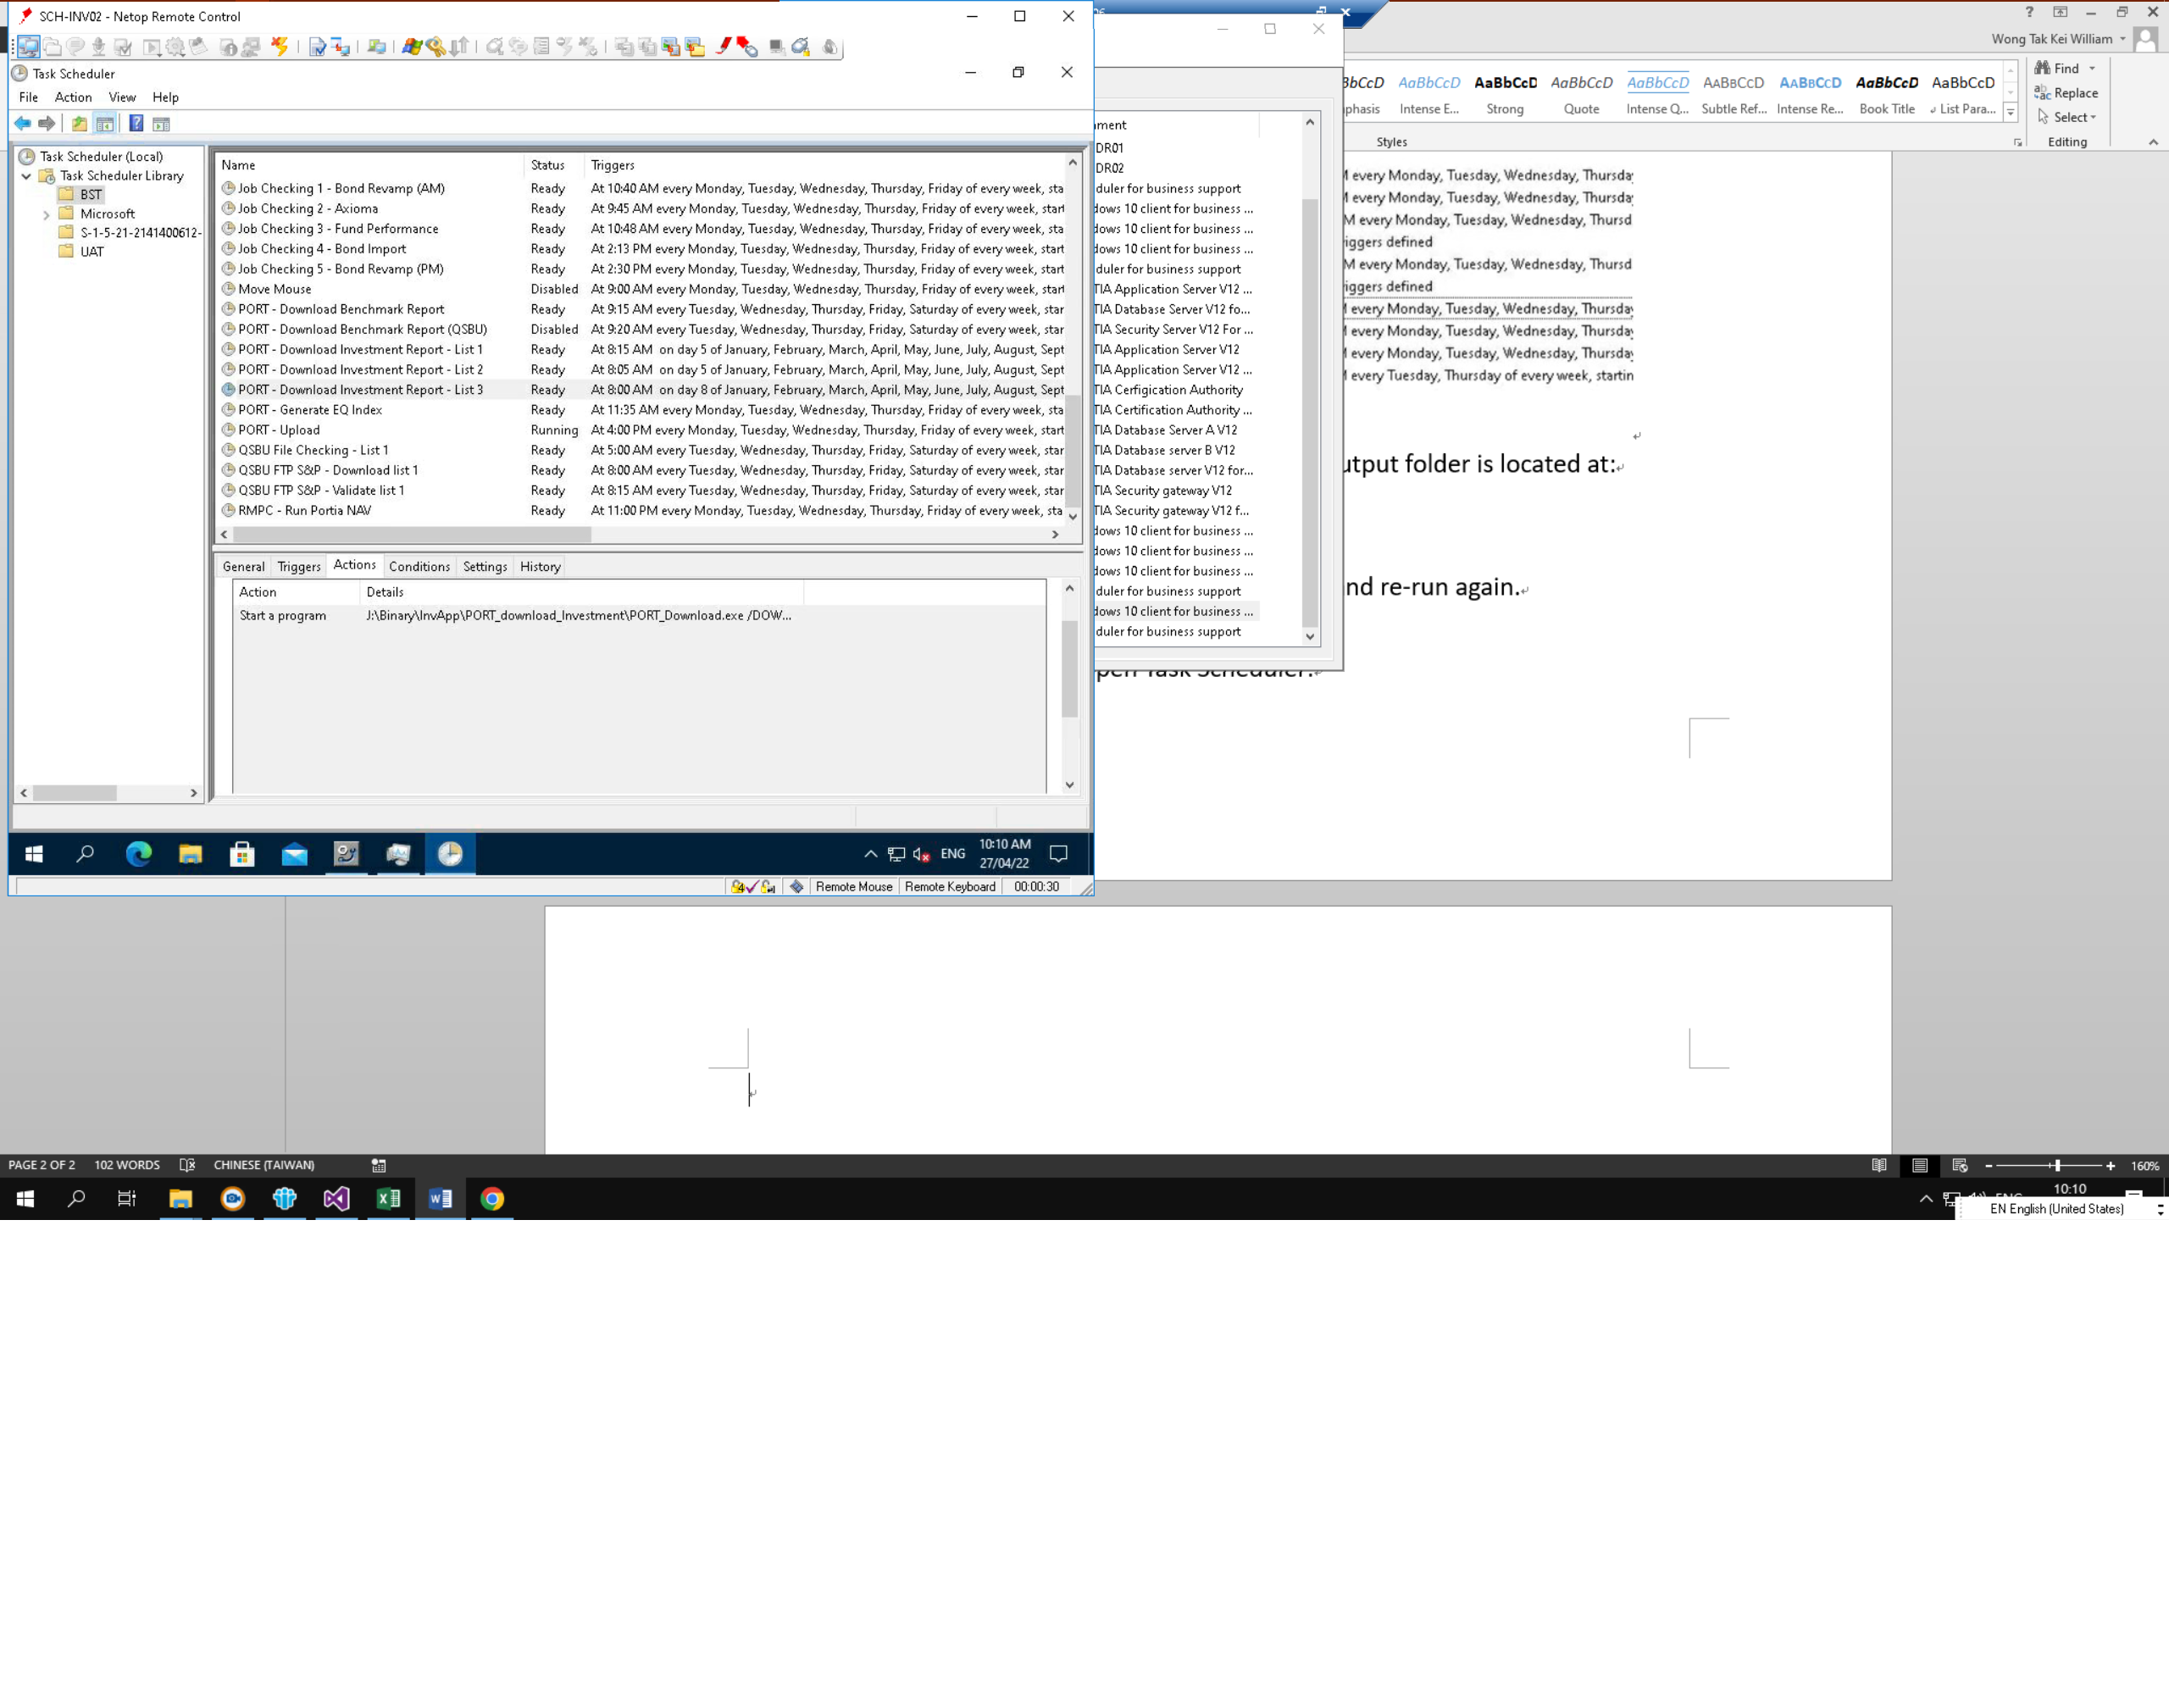 SCH-INV02 - Netop Remote Control
Task Scheduler
File Action View Help
Task Scheduler (Local)
Task Scheduler Library
BST
Microsoft
S-1-5-21-2141400612-
UAT
Name Status Triggers
Job Checking 1 - Bond Revamp (AM) Ready At 10:40 AM every Monday, Tuesday, Wednesday, Thursday, Friday of every week, sta
Job Checking 2 - Axioma Ready At 9:45 AM every Monday, Tuesday, Wednesday, Thursday, Friday of every week, start
Job Checking 3 - Fund Performance Ready At 10:48 AM every Monday, Tuesday, Wednesday, Thursday, Friday of every week, sta
Job Checking 4 - Bond Import Ready At 2:13 PM every Monday, Tuesday, Wednesday, Thursday, Friday of every week, start
Job Checking 5 - Bond Revamp (PM) Ready At 2:30 PM every Monday, Tuesday, Wednesday, Thursday, Friday of every week, start
Move Mouse Disabled At 9:00 AM every Monday, Tuesday, Wednesday, Thursday, Friday of every week, start
PORT - Download Benchmark Report Ready At 9:15 AM every Tuesday, Wednesday, Thursday, Friday, Saturday of every week, star
PORT - Download Benchmark Report (QSBU) Disabled At 9:20 AM every Tuesday, Wednesday, Thursday, Friday, Saturday of every week, star
PORT - Download Investment Report - List 1 Ready At 8:15 AM on day 5 of January, February, March, April, May, June, July, August, Sept
PORT - Download Investment Report - List 2 Ready At 8:05 AM on day 5 of January, February, March, April, May, June, July, August, Sept
PORT - Download Investment Report - List 3 Ready At 8:00 AM on day 8 of January, February, March, April, May, June, July, August, Sept
PORT - Generate EQ Index Ready At 11:35 AM every Monday, Tuesday, Wednesday, Thursday, Friday of every week, sta
PORT - Upload Running At 4:00 PM every Monday, Tuesday, Wednesday, Thursday, Friday of every week, start
QSBU File Checking - List 1 Ready At 5:00 AM every Tuesday, Wednesday, Thursday, Friday, Saturday of every week, star
QSBU FTP S&P - Download list 1 Ready At 8:00 AM every Tuesday, Wednesday, Thursday, Friday, Saturday of every week, star
QSBU FTP S&P - Validate list 1 Ready At 8:15 AM every Tuesday, Wednesday, Thursday, Friday, Saturday of every week, star
RMPC - Run Portia NAV Ready At 11:00 PM every Monday, Tuesday, Wednesday, Thursday, Friday of every week, sta
General Triggers Actions Conditions Settings History
Action Details
Start a program J:\Binary\InvApp\PORT_download_Investment\PORT_Download.exe /DOW...
ENG 10:10 AM
27/04/22
Remote Mouse Remote Keyboard 00:00:30
ment
DR01
DR02
duler for business support
dows 10 client for business ...
dows 10 client for business ...
dows 10 client for business ...
duler for business support
TIA Application Server V12 ...
TIA Database Server V12 fo...
TIA Security Server V12 For ...
TIA Application Server V12
TIA Application Server V12 ...
TIA Cerfigication Authority
TIA Certification Authority ...
TIA Database Server A V12
TIA Database server B V12
TIA Database server V12 for...
TIA Security gateway V12
TIA Security gateway V12 f...
dows 10 client for business ...
dows 10 client for business ...
dows 10 client for business ...
duler for business support
dows 10 client for business ...
duler for business support
Wong Tak Kei William
BbCcD AaBbCcD AaBbCcD AaBbCcD AaBbCcD AABBCCD AABBCCD AaBbCcD AaBbCcD
phasis Intense E... Strong Quote Intense Q... Subtle Ref... Intense Re... Book Title List Para...
Styles
Find
Replace
Select
Editing
M every Monday, Tuesday, Wednesday, Thursday
M every Monday, Tuesday, Wednesday, Thursday
M every Monday, Tuesday, Wednesday, Thursd
iggers defined
M every Monday, Tuesday, Wednesday, Thursd
iggers defined
M every Monday, Tuesday, Wednesday, Thursday
M every Monday, Tuesday, Wednesday, Thursday
M every Monday, Tuesday, Wednesday, Thursday
M every Tuesday, Thursday of every week, startin
utput folder is located at:
nd re-run again.
pen Task Scheduler.
PAGE 2 OF 2 102 WORDS CHINESE (TAIWAN) 160%
10:10
EN English (United States)